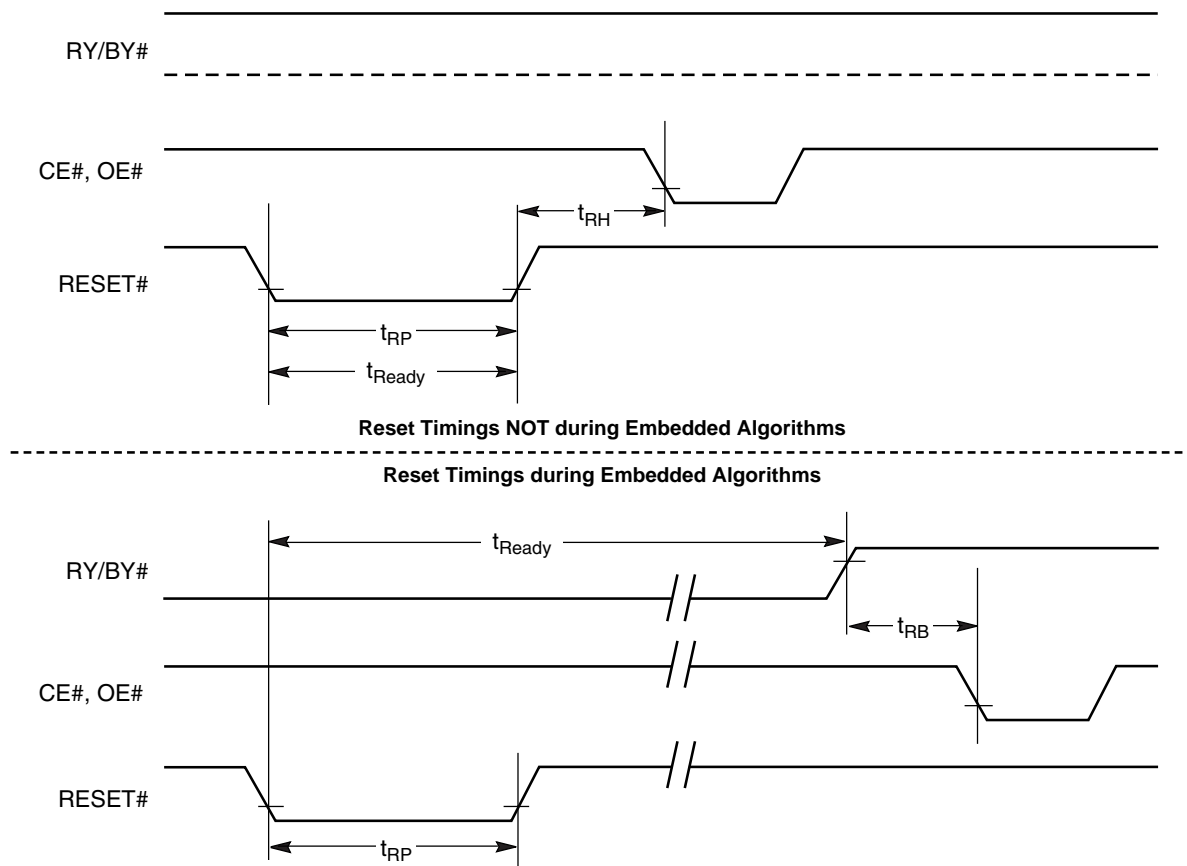 RY/BY#
CE#, OE#
tRH
RESET#
tRP
tReady
Reset Timings NOT during Embedded Algorithms
Reset Timings during Embedded Algorithms
tReady
RY/BY#
tRB
CE#, OE#
RESET#
tRP